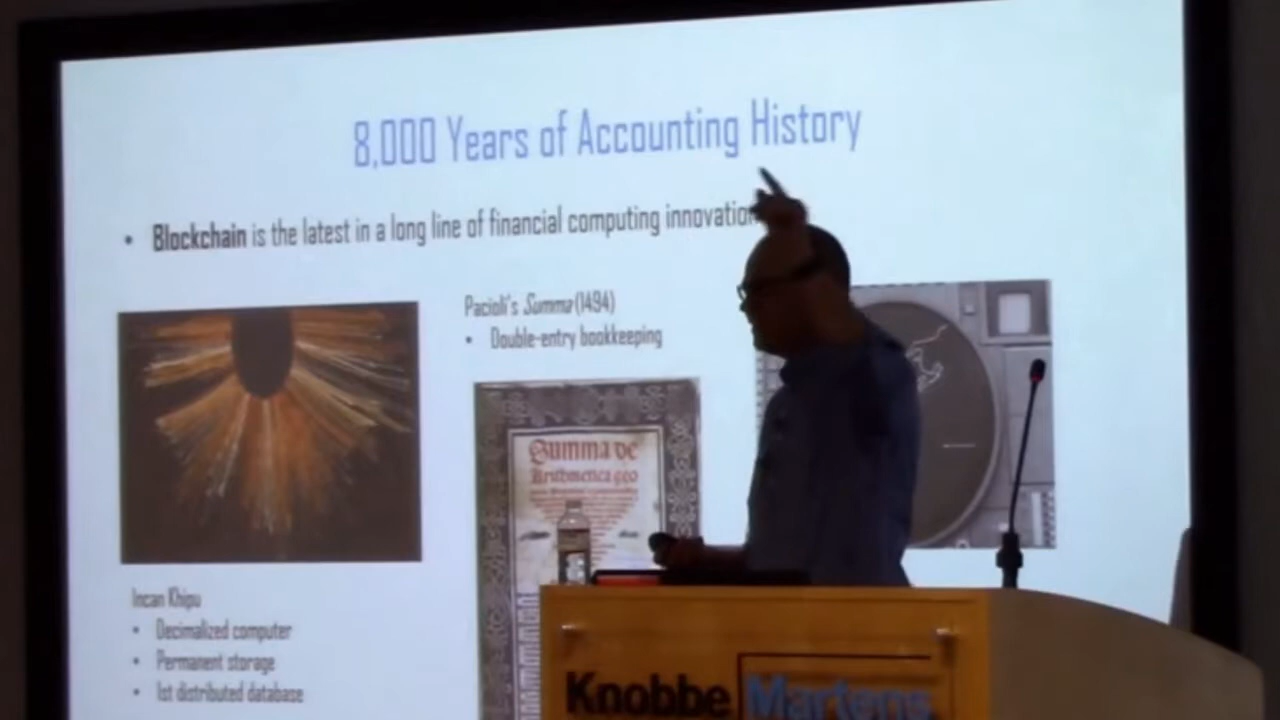 8,000 Years of Accounting History
• Blockchain is the latest in a long line of financial computing innovation
Pacioli's Summa (1494)
• Double-entry bookkeeping
Summa de
Arithmetica geo
Incan Khipu
• Decimalized computer
• Permanent storage
• 1st distributed database
Knobbe Martens